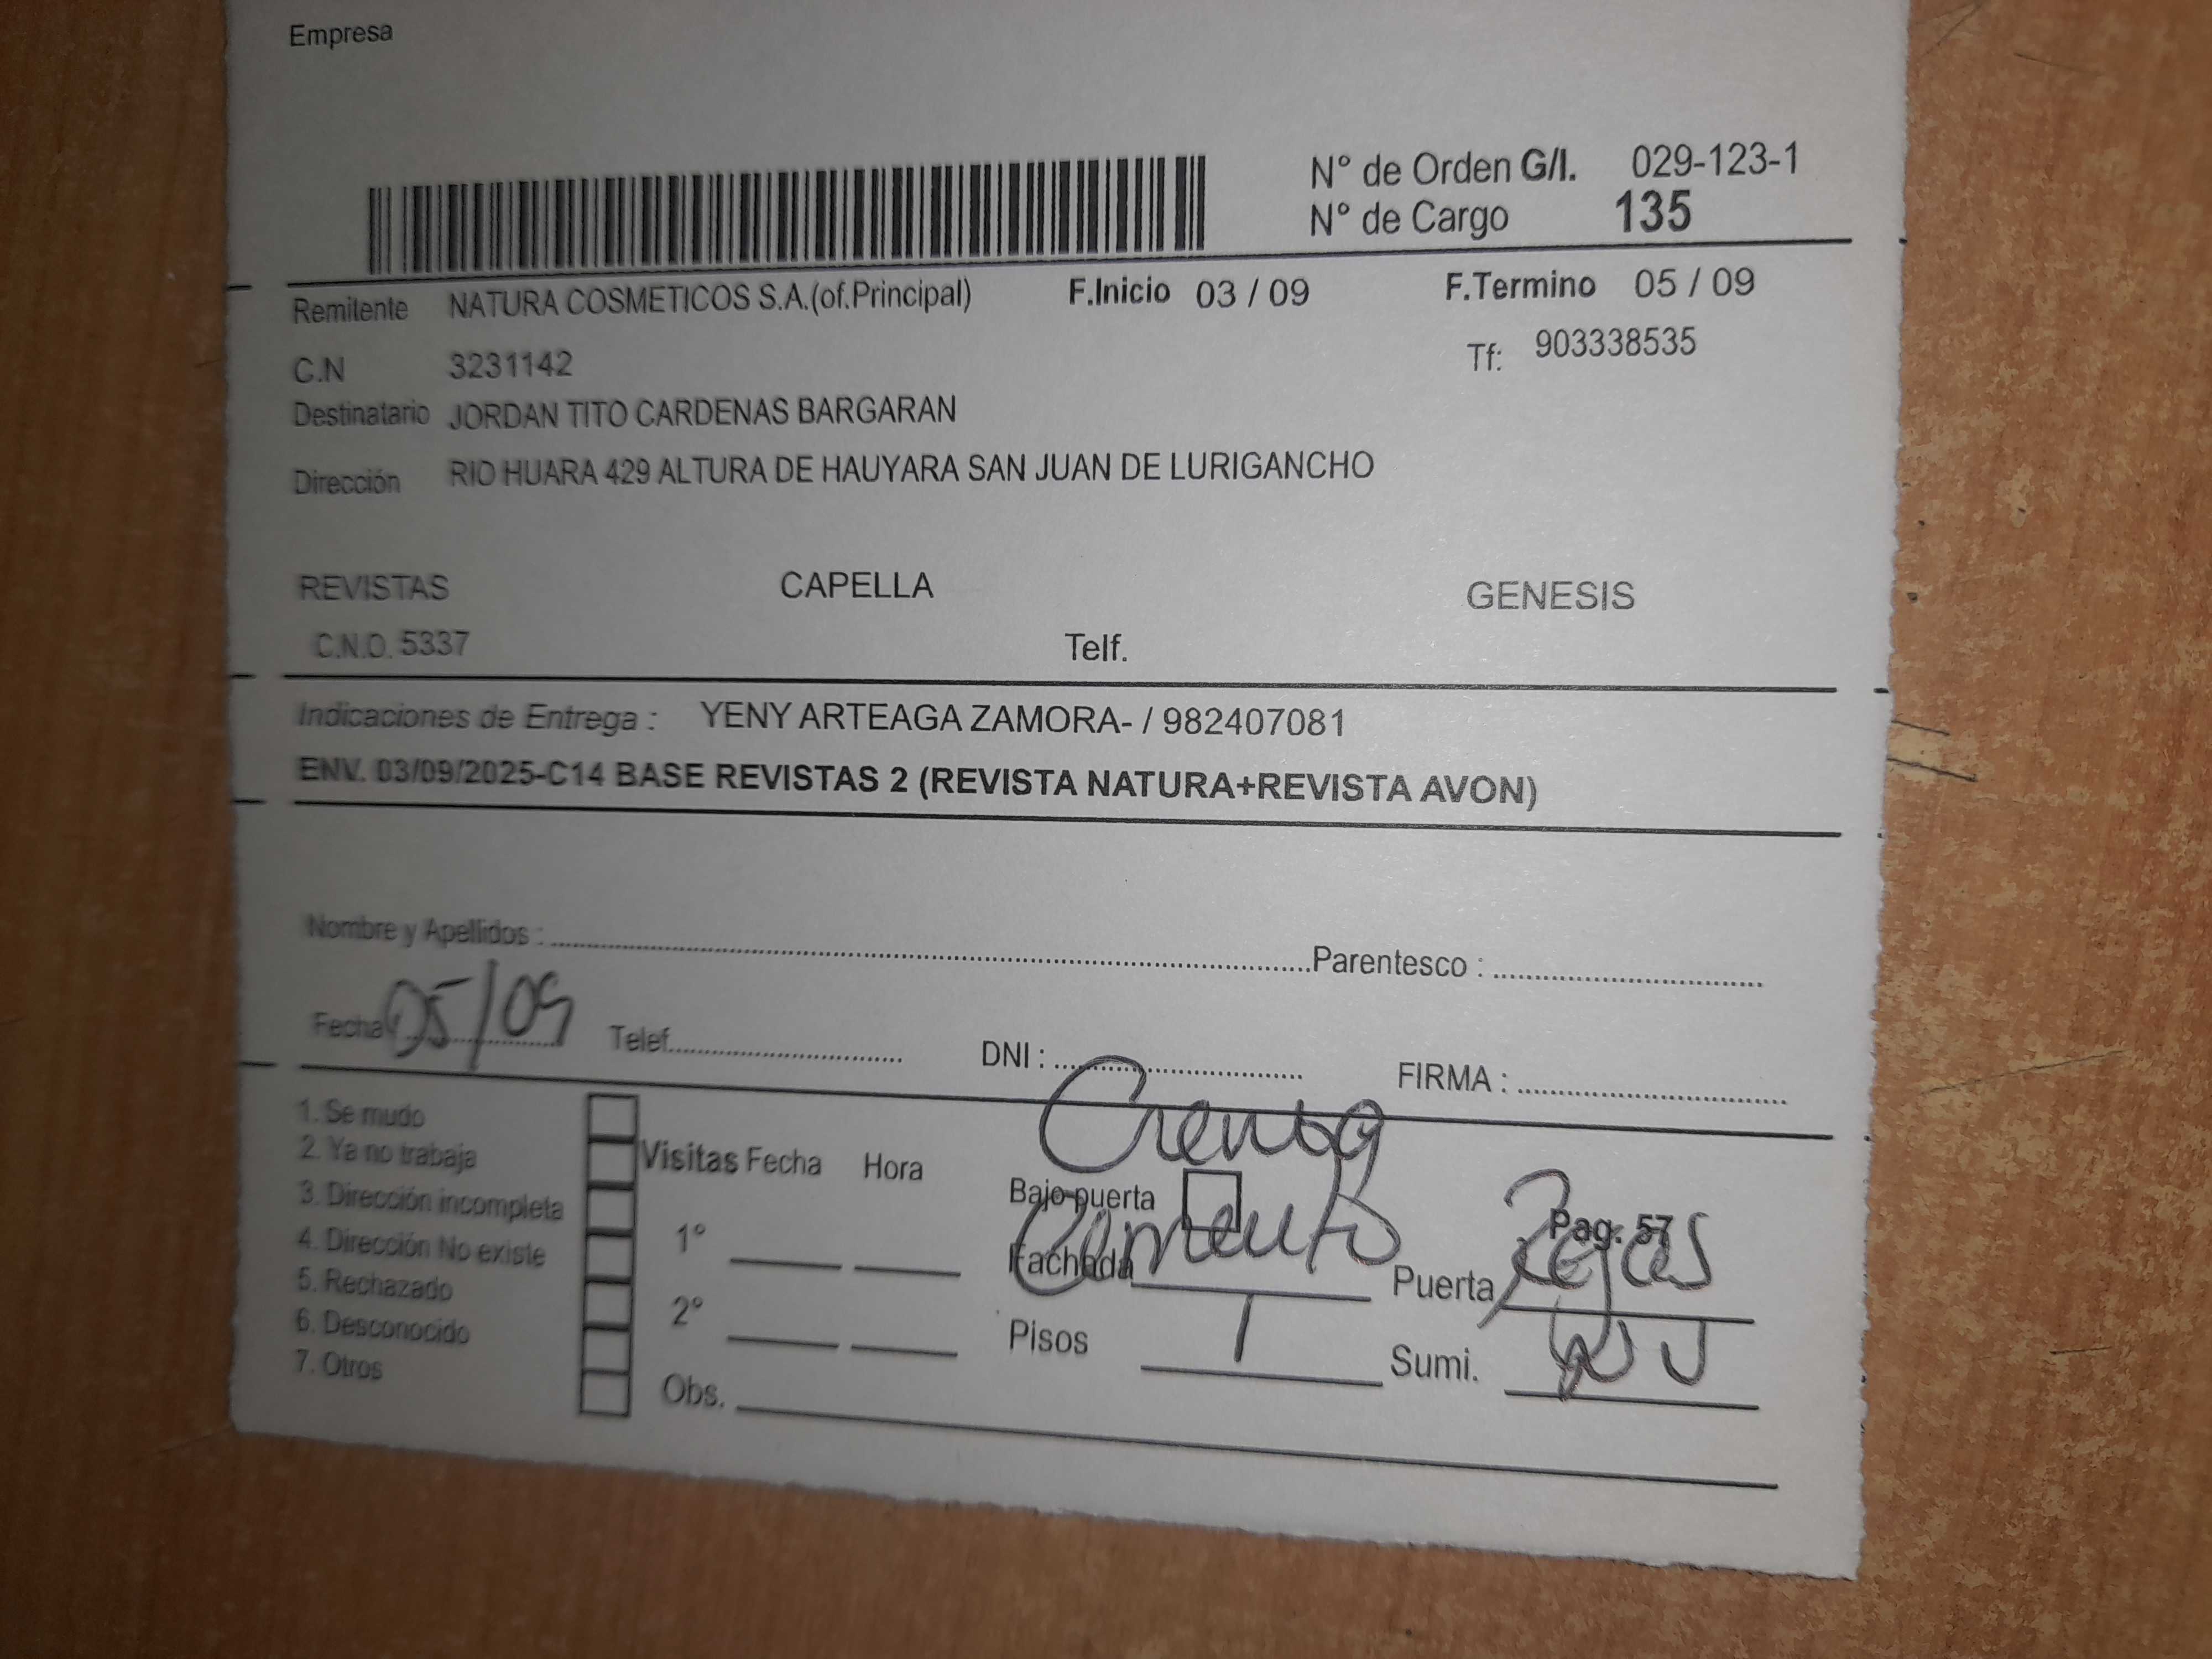 Empresa
N° de Orden G/I. 029-123-1
N° de Cargo 135
Remitente NATURA COSMETICOS S.A.(of.Principal) F.Inicio 03 / 09 F.Termino 05 / 09
C.N 3231142 Tf: 903338535
Destinatario JORDAN TITO CARDENAS BARGARAN
Dirección RIO HUARA 429 ALTURA DE HAUYARA SAN JUAN DE LURIGANCHO
REVISTAS CAPELLA GENESIS
C.N.O. 5337 Telf.
Indicaciones de Entrega : YENY ARTEAGA ZAMORA- / 982407081
ENV. 03/09/2025-C14 BASE REVISTAS 2 (REVISTA NATURA+REVISTA AVON)
Nombre y Apellidos : Parentesco :
Fecha 05/09 Telef. DNI : FIRMA :
1. Se mudo
2. Ya no trabaja Visitas Fecha Hora
3. Dirección incompleta Bajo puerta Pag. 57
4. Dirección No existe 1° Fachada Cemento Puerta Rejas
5. Rechazado
6. Desconocido 2° Pisos 1 Sumi.
7. Otros Obs.